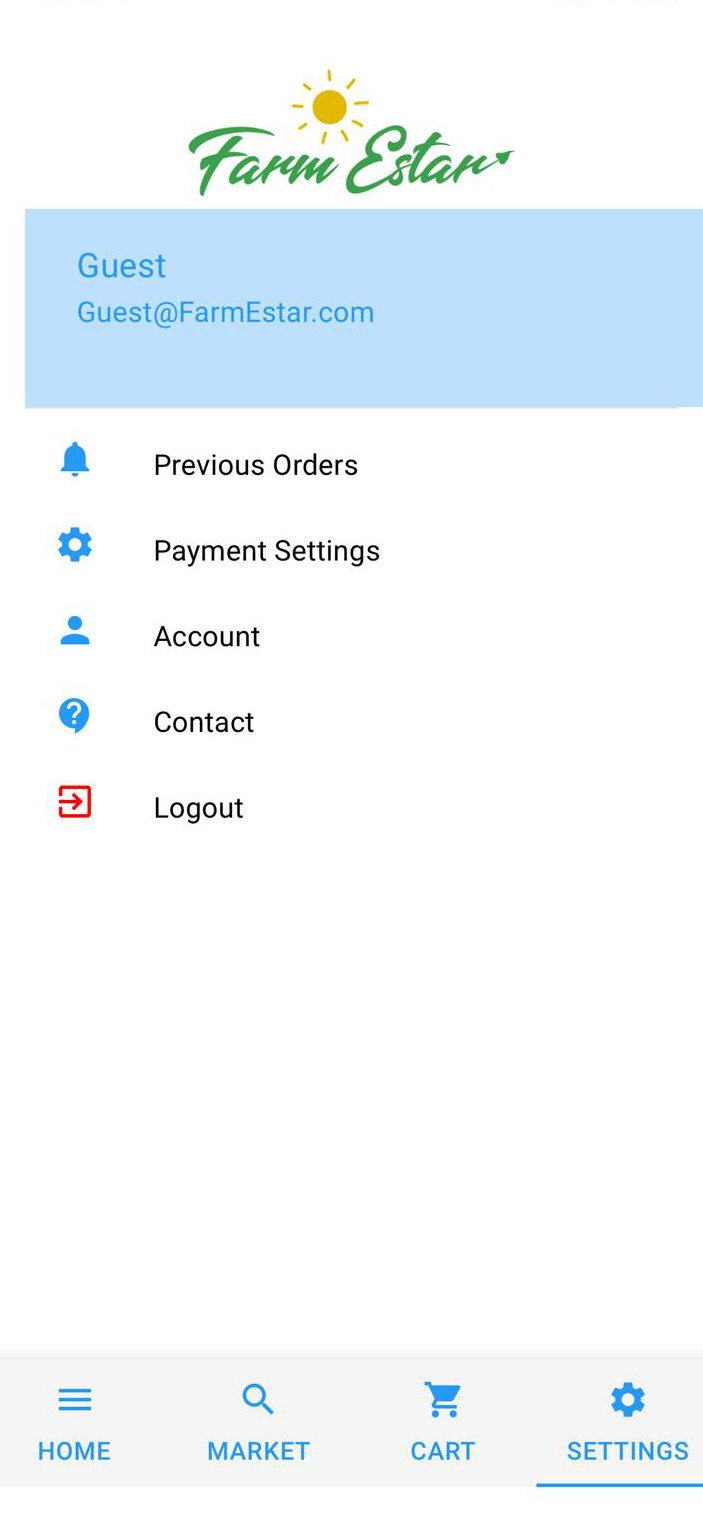 Farm Estar
Guest
Guest@FarmEstar.com
Previous Orders
Payment Settings
Account
Contact
Logout
HOME MARKET CART SETTINGS